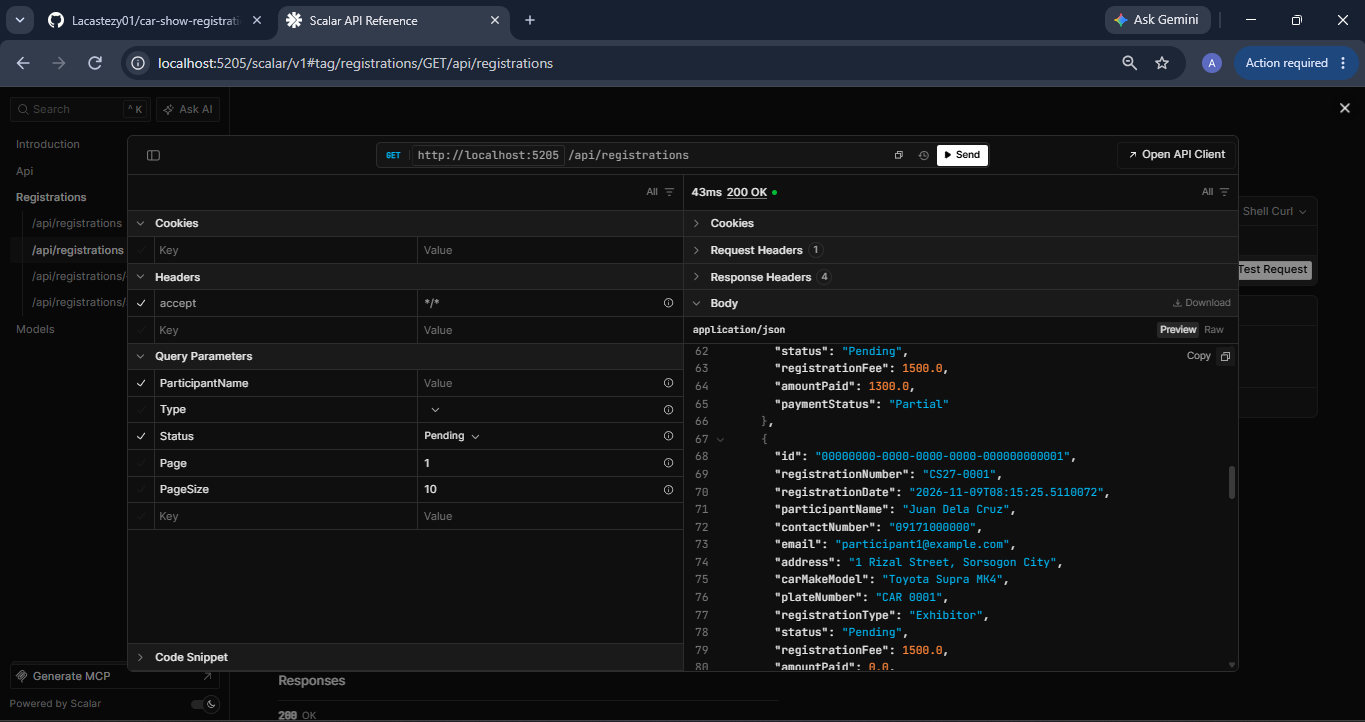 Lacastezy01/car-show-registrati
Scalar API Reference
Ask Gemini
localhost:5205/scalar/v1#tag/registrations/GET/api/registrations
A
Action required
Search
^ K
Ask AI
Introduction
Api
Registrations
/api/registrations
/api/registrations
/api/registrations/
/api/registrations/
Models
Generate MCP
Powered by Scalar
GET http://localhost:5205 /api/registrations
Send
Open API Client
All
Cookies
Key Value
Headers
accept */*
Key Value
Query Parameters
ParticipantName Value
Type
Status Pending
Page 1
PageSize 10
Key Value
Code Snippet
43ms 200 OK
All
Cookies
Request Headers 1
Response Headers 4
Body
Download
application/json
Preview Raw
Copy
62 "status": "Pending",
63 "registrationFee": 1500.0,
64 "amountPaid": 1300.0,
65 "paymentStatus": "Partial"
66 },
67 {
68 "id": "00000000-0000-0000-0000-000000000001",
69 "registrationNumber": "CS27-0001",
70 "registrationDate": "2026-11-09T08:15:25.5110072",
71 "participantName": "Juan Dela Cruz",
72 "contactNumber": "09171000000",
73 "email": "participant1@example.com",
74 "address": "1 Rizal Street, Sorsogon City",
75 "carMakeModel": "Toyota Supra MK4",
76 "plateNumber": "CAR 0001",
77 "registrationType": "Exhibitor",
78 "status": "Pending",
79 "registrationFee": 1500.0,
80 "amountPaid": 0.0,
Shell Curl
Test Request
Responses
200 OK